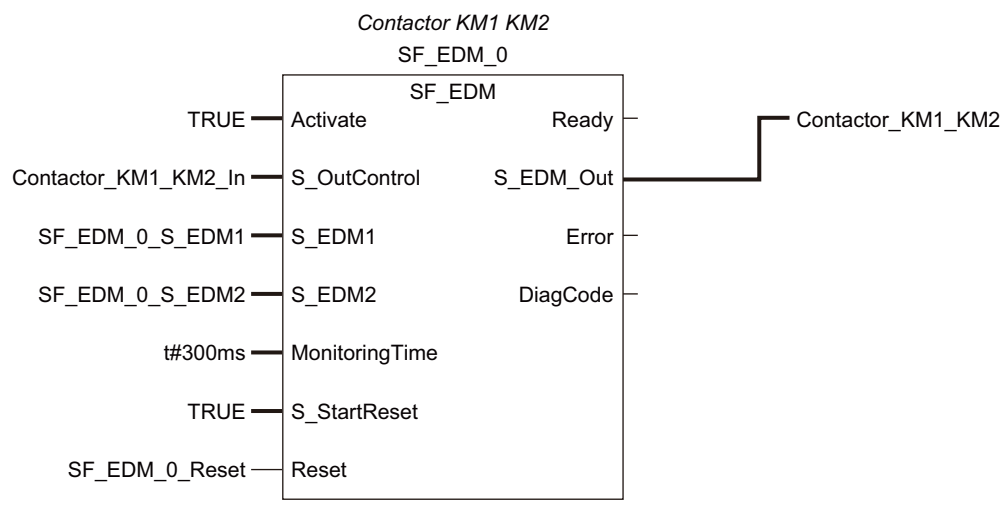 Contactor KM1 KM2
SF_EDM_0
SF_EDM
TRUE Activate Ready Contactor_KM1_KM2
Contactor_KM1_KM2_In S_OutControl S_EDM_Out
SF_EDM_0_S_EDM1 S_EDM1 Error
SF_EDM_0_S_EDM2 S_EDM2 DiagCode
t#300ms MonitoringTime
TRUE S_StartReset
SF_EDM_0_Reset Reset